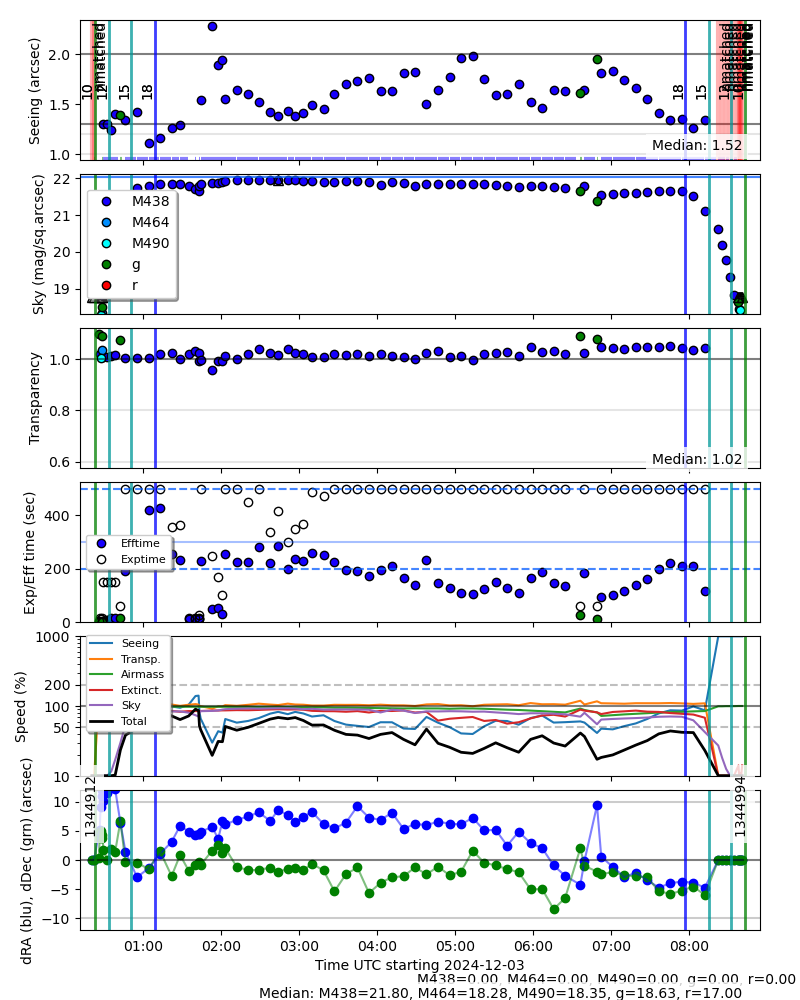 Seeing (arcsec)
2.0
1.5
1.0
10
12
nmatched
15
18
18
15
12
nmatched
nmatched
Median: 1.52
Sky (mag/sq.arcsec)
22
21
20
19
M438
M464
M490
g
r
Transparency
1.0
0.8
0.6
Median: 1.02
Exp/Eff time (sec)
400
200
0
Efftime
Exptime
Speed (%)
1000
200
100
50
10
Seeing
Transp.
Airmass
Extinct.
Sky
Total
dRA (blu), dDec (grn) (arcsec)
10
5
0
−5
−10
1344912
1344994
01:00 02:00 03:00 04:00 05:00 06:00 07:00 08:00
Time UTC starting 2024-12-03
M438=0.00, M464=0.00, M490=0.00, g=0.00, r=0.00
Median: M438=21.80, M464=18.28, M490=18.35, g=18.63, r=17.00